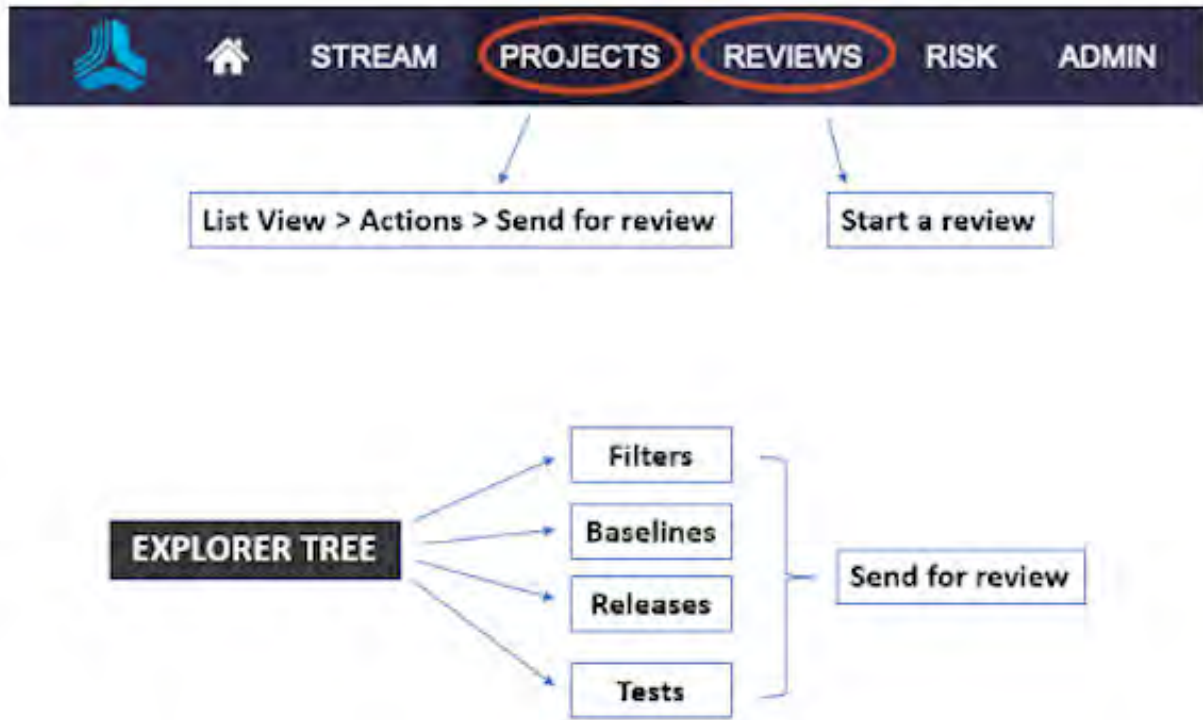 STREAM PROJECTS REVIEWS RISK ADMIN
List View > Actions > Send for review
Start a review
Filters
EXPLORER TREE
Baselines
Send for review
Releases
Tests